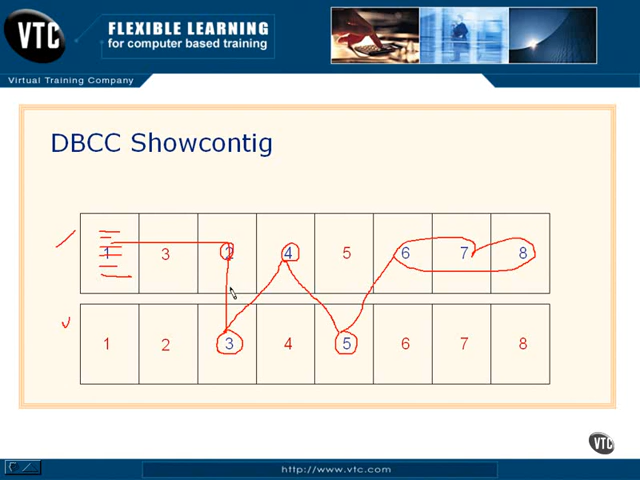 VTC
FLEXIBLE LEARNING
for computer based training
Virtual Training Company
DBCC Showcontig
1 3 2 4 5 6 7 8
1 2 3 4 5 6 7 8
VTC
http://www.vtc.com